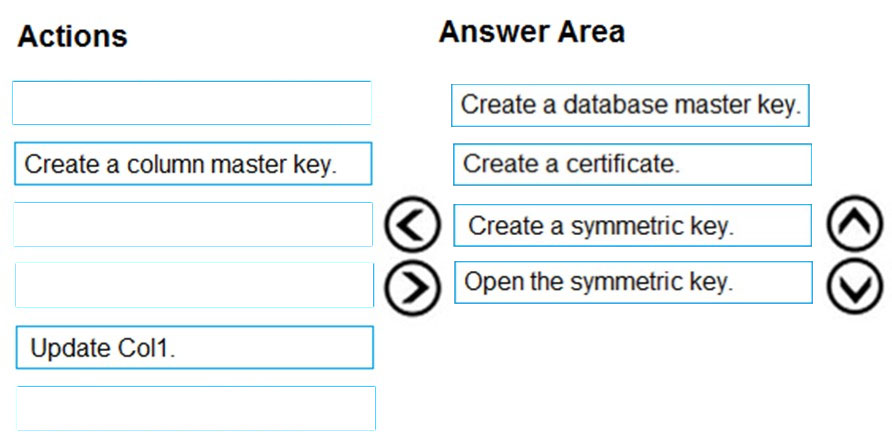 Actions
Answer Area
Create a database master key.
Create a column master key.
Create a certificate.
Create a symmetric key.
Open the symmetric key.
Update Col1.